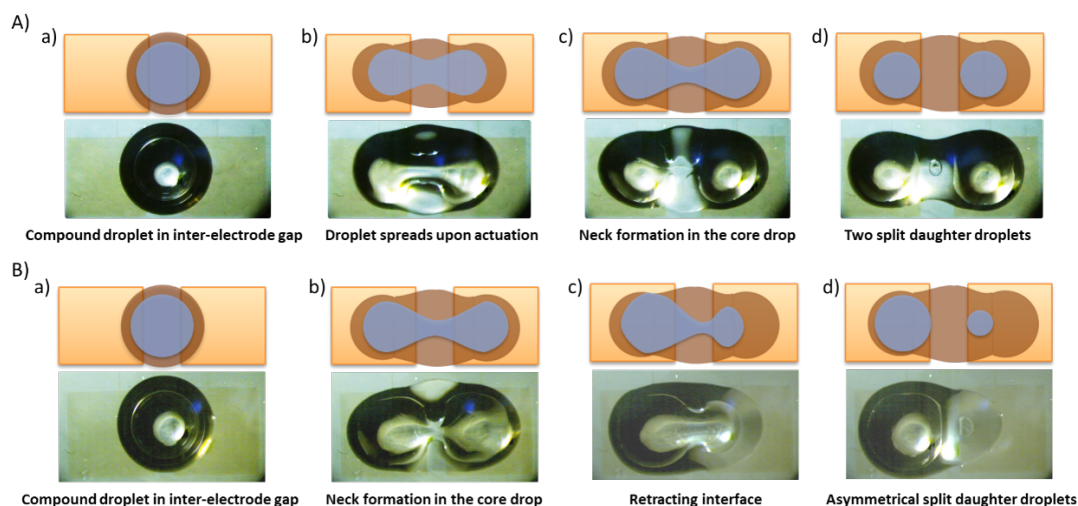 A)
a) b) c) d)
Compound droplet in inter-electrode gap Droplet spreads upon actuation Neck formation in the core drop Two split daughter droplets
B)
a) b) c) d)
Compound droplet in inter-electrode gap Neck formation in the core drop Retracting interface Asymmetrical split daughter droplets